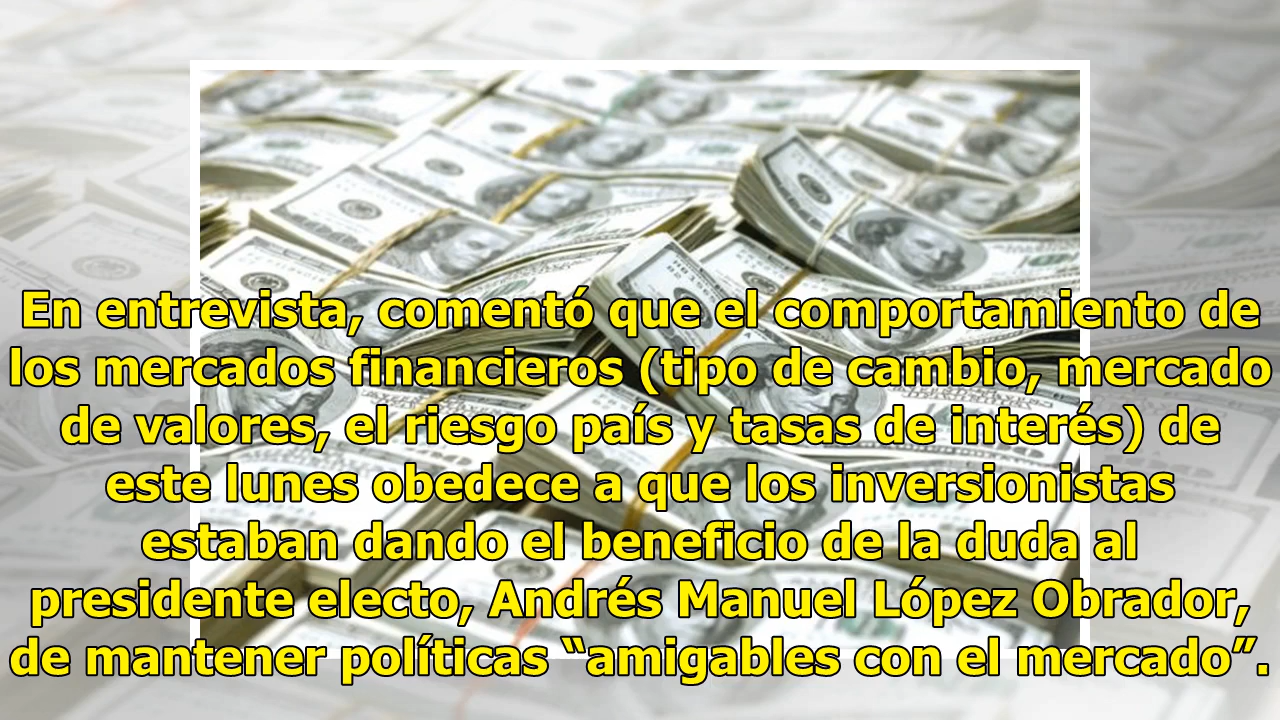 En entrevista, comentó que el comportamiento de
los mercados financieros (tipo de cambio, mercado
de valores, el riesgo país y tasas de interés) de
este lunes obedece a que los inversionistas
estaban dando el beneficio de la duda al
presidente electo, Andrés Manuel López Obrador,
de mantener políticas “amigables con el mercado”.